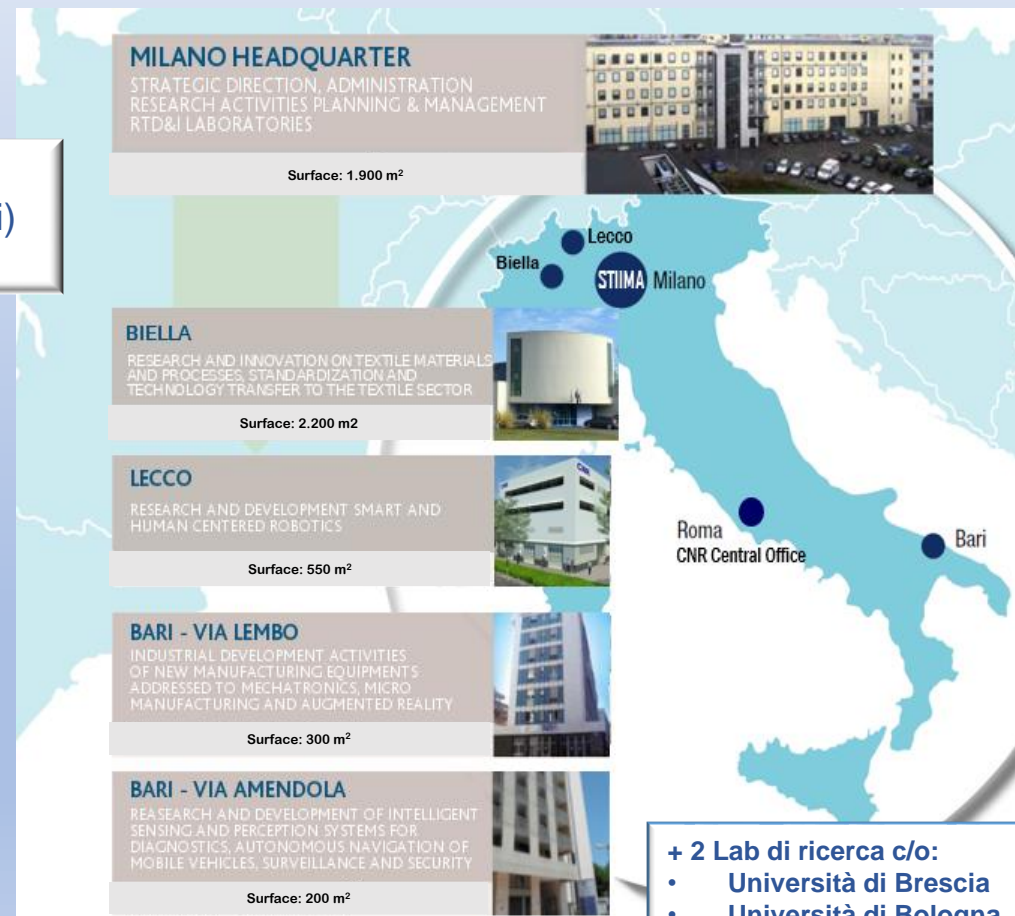 MILANO HEADQUARTER
STRATEGIC DIRECTION, ADMINISTRATION
RESEARCH ACTIVITIES PLANNING & MANAGEMENT
RTD&I LABORATORIES
Surface: 1.900 m²
i)
Lecco
Biella
STIIMA Milano
BIELLA
RESEARCH AND INNOVATION ON TEXTILE MATERIALS
AND PROCESSES, STANDARDIZATION AND
TECHNOLOGY TRANSFER TO THE TEXTILE SECTOR
Surface: 2.200 m2
LECCO
RESEARCH AND DEVELOPMENT SMART AND
HUMAN CENTERED ROBOTICS
Surface: 550 m²
Roma
CNR Central Office
Bari
BARI - VIA LEMBO
INDUSTRIAL DEVELOPMENT ACTIVITIES
OF NEW MANUFACTURING EQUIPMENTS
ADDRESSED TO MECHATRONICS, MICRO
MANUFACTURING AND AUGMENTED REALITY
Surface: 300 m²
BARI - VIA AMENDOLA
REASEARCH AND DEVELOPMENT OF INTELLIGENT
SENSING AND PERCEPTION SYSTEMS FOR
DIAGNOSTICS, AUTONOMOUS NAVIGATION OF
MOBILE VEHICLES, SURVEILLANCE AND SECURITY
Surface: 200 m²
+ 2 Lab di ricerca c/o:
• Università di Brescia
• Università di Bologna